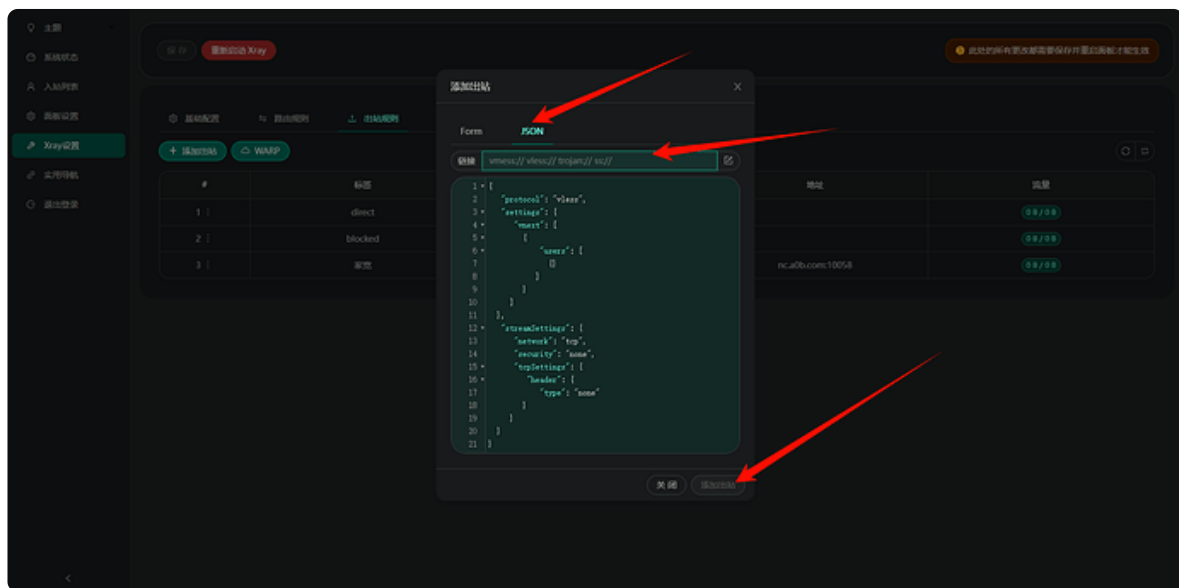 主题
保存
重新启动 Xray
此处的所有更改都需要保存并重启面板才能生效
系统状态
入站列表
面板设置
Xray设置
实用导航
退出登录
基础配置
路由规则
出站规则
添加出站
WARP
#
标签
地址
流量
1
direct
0 B / 0 B
2
blocked
0 B / 0 B
3
家宽
nc.a0b.com:10058
0 B / 0 B
添加出站
Form
JSON
链接
vmess:// vless:// trojan:// ss://
1 {
2 "protocol": "vless",
3 "settings": {
4 "vnext": [
5 {
6 "users": [
7 {}
8 ]
9 }
10 ]
11 },
12 "streamSettings": {
13 "network": "tcp",
14 "security": "none",
15 "tcpSettings": {
16 "header": {
17 "type": "none"
18 }
19 }
20 }
21 }
关 闭
添加出站